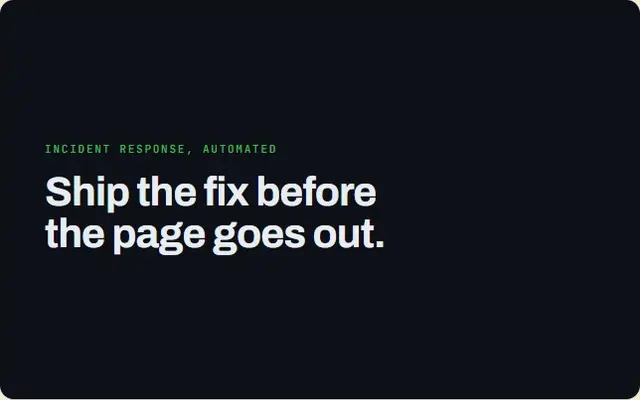 INCIDENT RESPONSE, AUTOMATED
Ship the fix before
the page goes out.